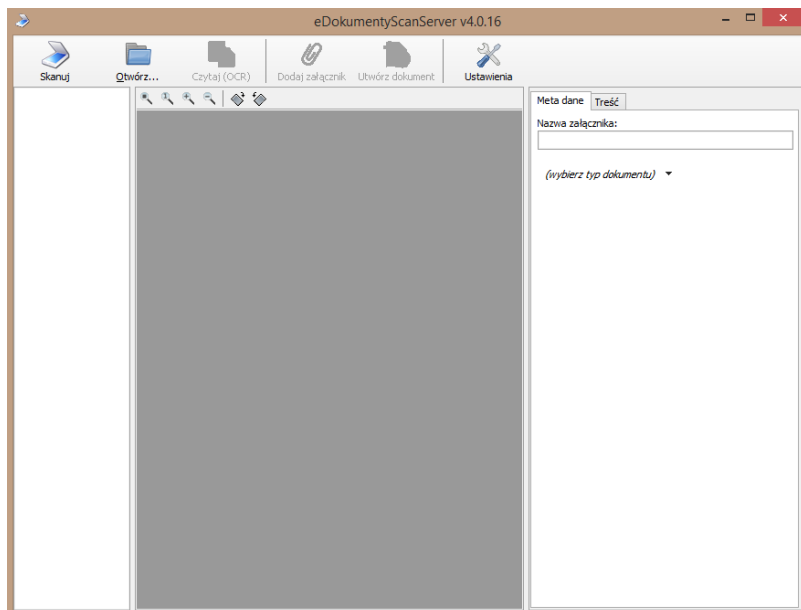 eDokumentyScanServer v4.0.16
Skanuj Otwórz... Czytaj (OCR) Dodaj załącznik Utwórz dokument Ustawienia
Meta dane Treść
Nazwa załącznika:
(wybierz typ dokumentu)